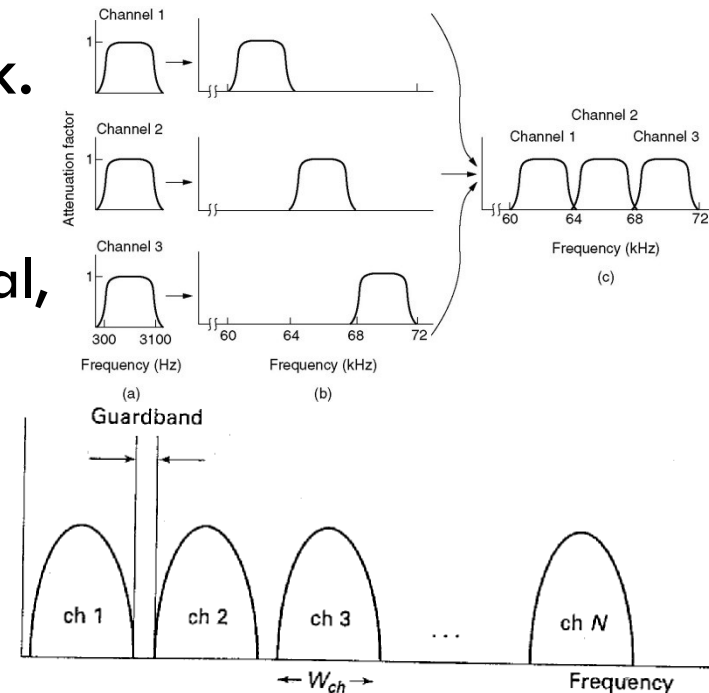 k.
al,
Channel 1
Attenuation factor
1
Channel 2
1
Channel 3
1
300 3100
Frequency (Hz)
(a)
60 64 68 72
Frequency (kHz)
(b)
Channel 2
Channel 1 Channel 3
60 64 68 72
Frequency (kHz)
(c)
Guardband
ch 1 ch 2 ch 3 ... ch N
W_ch
Frequency